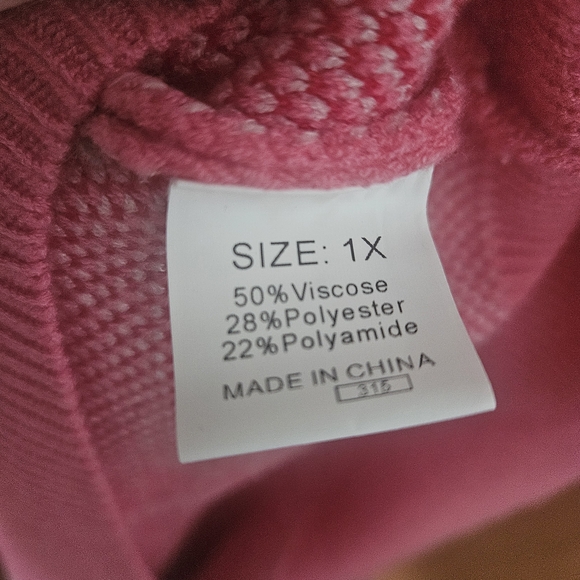 SIZE: 1X
50%Viscose
28%Polyester
22%Polyamide
MADE IN CHINA
315